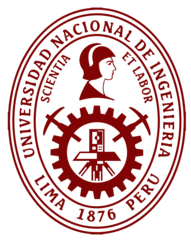 UNIVERSIDAD NACIONAL DE INGENIERIA
SCIENTIA ET LABOR
LIMA 1876 PERU